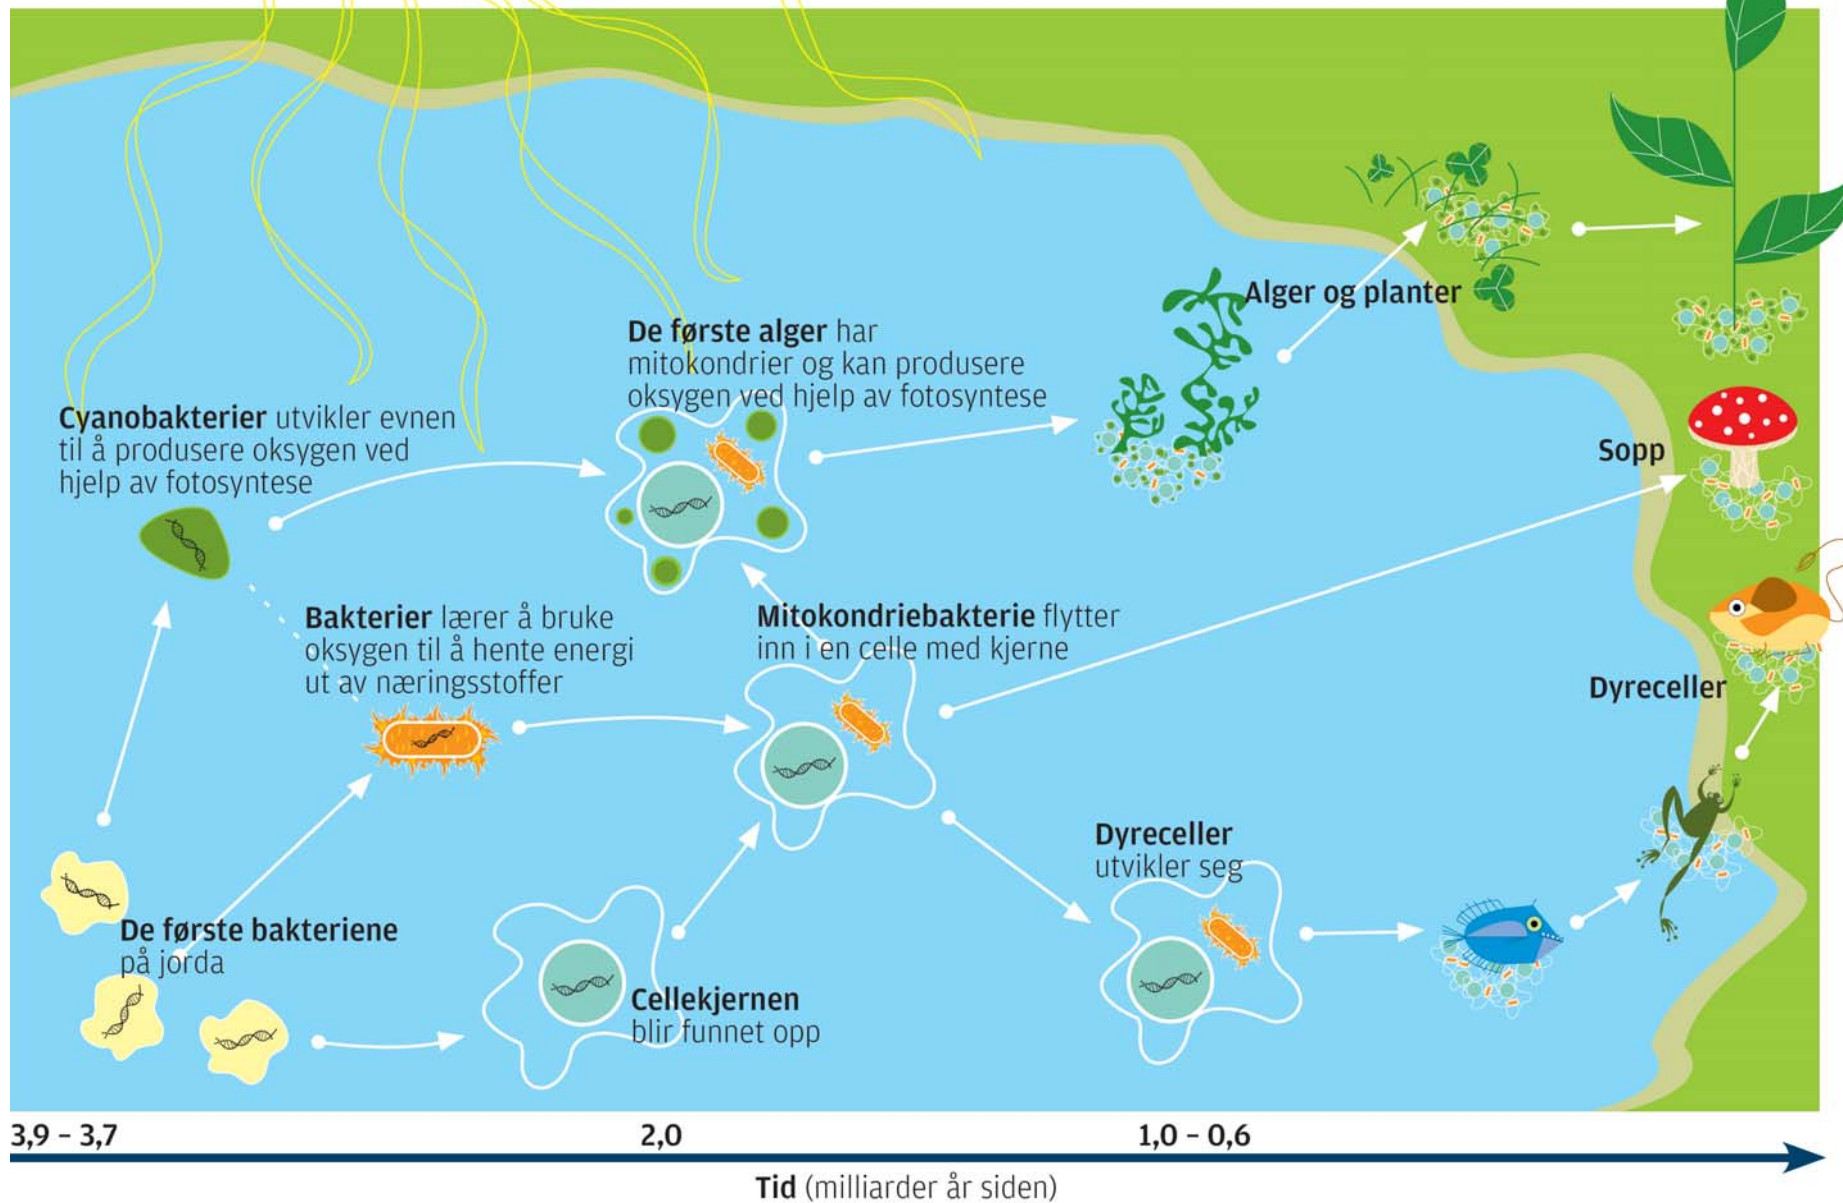 De første alger har
mitokondrier og kan produsere
oksygen ved hjelp av fotosyntese
Alger og planter
Cyanobakterier utvikler evnen
til å produsere oksygen ved
hjelp av fotosyntese
Sopp
Bakterier lærer å bruke
oksygen til å hente energi
ut av næringsstoffer
Mitokondriebakterie flytter
inn i en celle med kjerne
Dyreceller
Dyreceller
utvikler seg
De første bakteriene
på jorda
Cellekjernen
blir funnet opp
3,9 – 3,7
2,0
1,0 – 0,6
Tid (milliarder år siden)